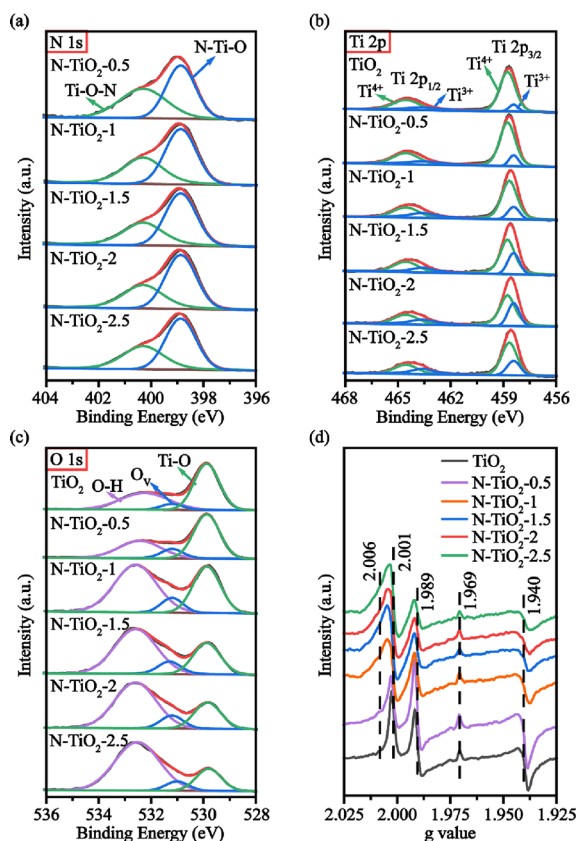 (a)
N 1s
N-TiO₂-0.5
N-Ti-O
Ti-O-N
N-TiO₂-1
N-TiO₂-1.5
N-TiO₂-2
N-TiO₂-2.5
Intensity (a.u.)
404 402 400 398 396
Binding Energy (eV)
(b)
Ti 2p
TiO₂
Ti 2p₃/₂
Ti⁴⁺
Ti 2p₁/₂
Ti³⁺
Ti⁴⁺
Ti³⁺
N-TiO₂-0.5
N-TiO₂-1
N-TiO₂-1.5
N-TiO₂-2
N-TiO₂-2.5
Intensity (a.u.)
468 465 462 459 456
Binding Energy (eV)
(c)
O 1s
Ti-O
TiO₂
O-H
Oᵥ
N-TiO₂-0.5
N-TiO₂-1
N-TiO₂-1.5
N-TiO₂-2
N-TiO₂-2.5
Intensity (a.u.)
536 534 532 530 528
Binding Energy (eV)
(d)
TiO₂
N-TiO₂-0.5
N-TiO₂-1
N-TiO₂-1.5
N-TiO₂-2
N-TiO₂-2.5
2.006
2.001
1.989
1.969
1.940
Intensity (a.u.)
2.025 2.000 1.975 1.950 1.925
g value